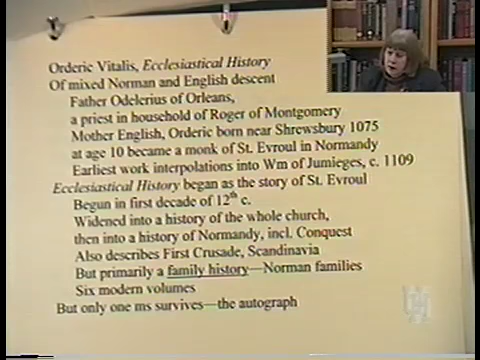 Orderic Vitalis, Ecclesiastical History
Of mixed Norman and English descent
Father Odelerius of Orleans,
a priest in household of Roger of Montgomery
Mother English, Orderic born near Shrewsbury 1075
at age 10 became a monk of St. Evroul in Normandy
Earliest work interpolations into Wm of Jumieges, c. 1109
Ecclesiastical History began as the story of St. Evroul
Begun in first decade of 12th c.
Widened into a history of the whole church,
then into a history of Normandy, incl. Conquest
Also describes First Crusade, Scandinavia
But primarily a family history—Norman families
Six modern volumes
But only one ms survives—the autograph